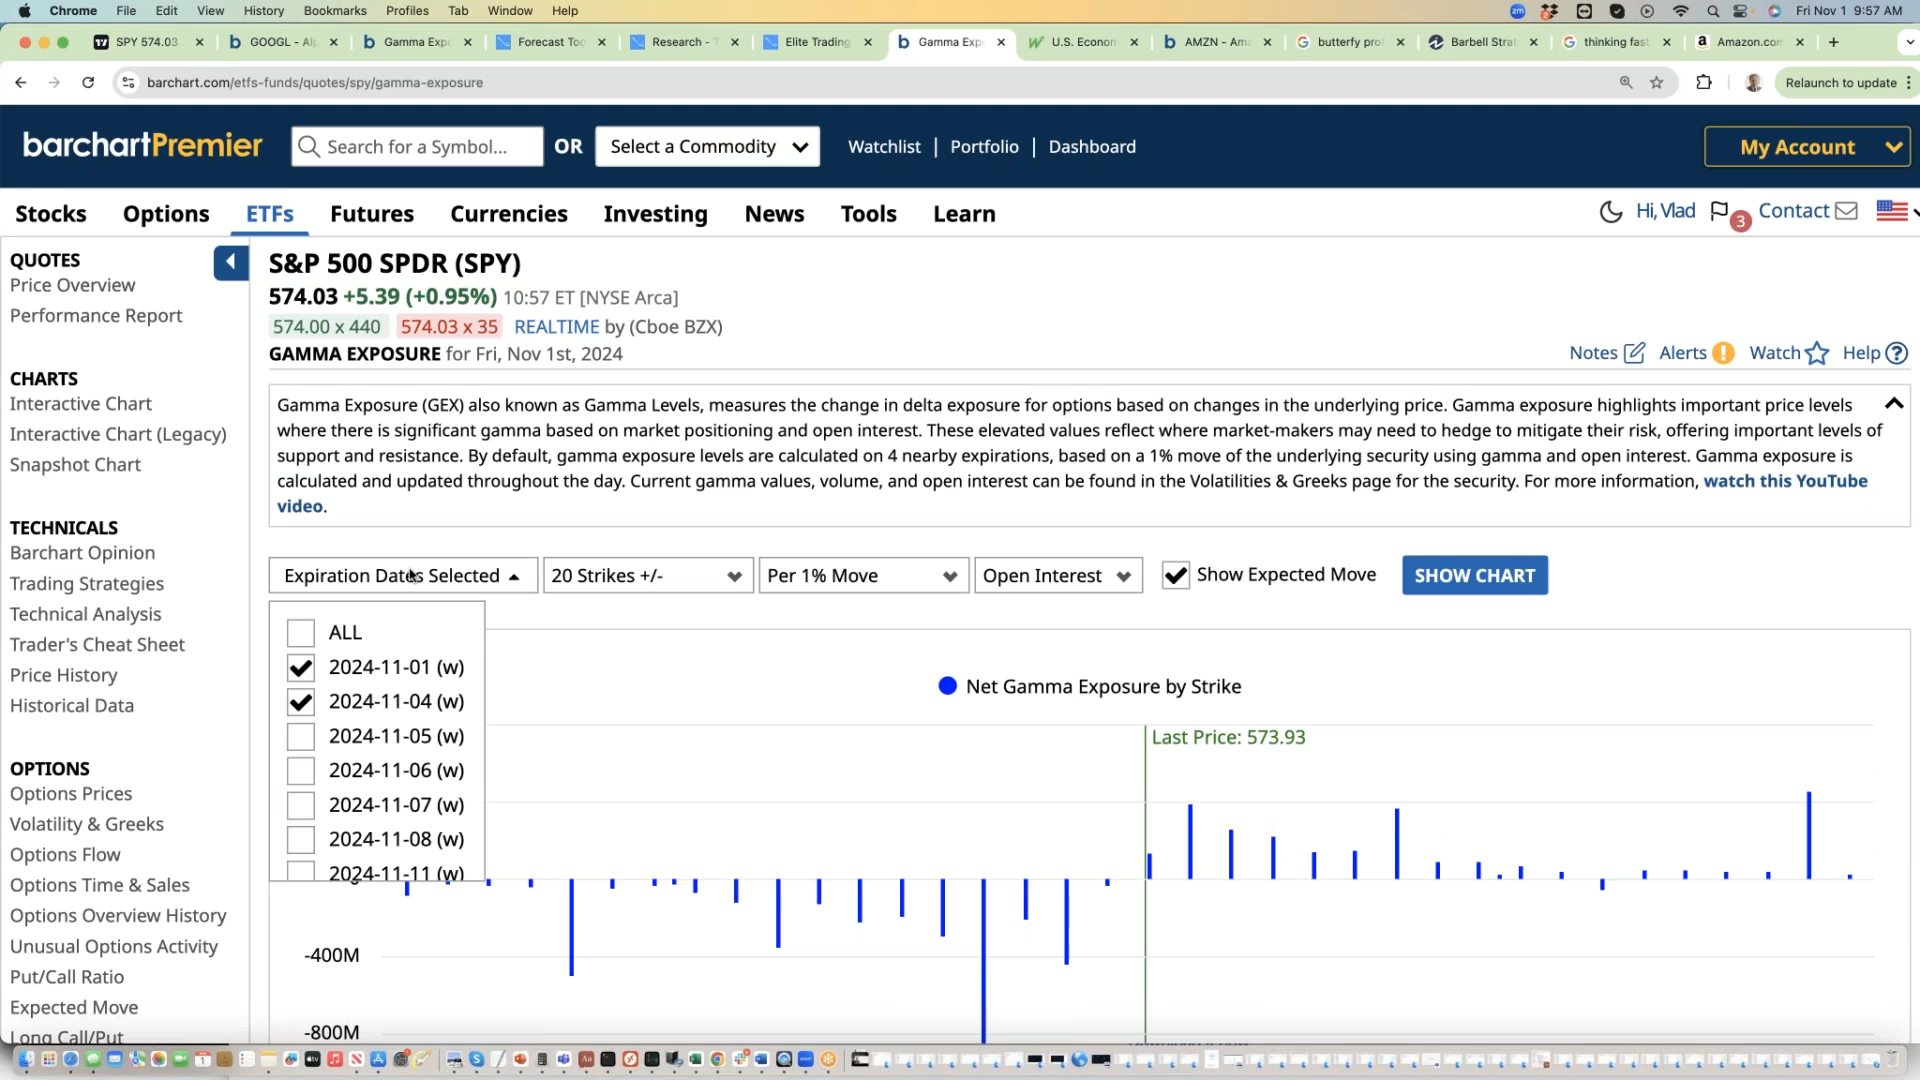 Chrome File Edit View History Bookmarks Profiles Tab Window Help
zm Fri Nov 1 9:57 AM
SPY 574.03 GOOGL - Al Gamma Exp Forecast Too Research - T Elite Trading Gamma Exp U.S. Econom AMZN - Am butterfy pro Barbell Strat thinking fas Amazon.com
barchart.com/etfs-funds/quotes/spy/gamma-exposure
Relaunch to update
barchartPremier
Search for a Symbol...
OR
Select a Commodity
Watchlist | Portfolio | Dashboard
My Account
Stocks Options ETFs Futures Currencies Investing News Tools Learn
Hi, Vlad 3 Contact
QUOTES
Price Overview
Performance Report
CHARTS
Interactive Chart
Interactive Chart (Legacy)
Snapshot Chart
TECHNICALS
Barchart Opinion
Trading Strategies
Technical Analysis
Trader's Cheat Sheet
Price History
Historical Data
OPTIONS
Options Prices
Volatility & Greeks
Options Flow
Options Time & Sales
Options Overview History
Unusual Options Activity
Put/Call Ratio
Expected Move
Long Call/Put
S&P 500 SPDR (SPY)
574.03 +5.39 (+0.95%) 10:57 ET [NYSE Arca]
574.00 x 440 574.03 x 35 REALTIME by (Cboe BZX)
GAMMA EXPOSURE for Fri, Nov 1st, 2024
Notes Alerts Watch Help
Gamma Exposure (GEX) also known as Gamma Levels, measures the change in delta exposure for options based on changes in the underlying price. Gamma exposure highlights important price levels
where there is significant gamma based on market positioning and open interest. These elevated values reflect where market-makers may need to hedge to mitigate their risk, offering important levels of
support and resistance. By default, gamma exposure levels are calculated on 4 nearby expirations, based on a 1% move of the underlying security using gamma and open interest. Gamma exposure is
calculated and updated throughout the day. Current gamma values, volume, and open interest can be found in the Volatilities & Greeks page for the security. For more information, watch this YouTube
video.
Expiration Dates Selected
20 Strikes +/-
Per 1% Move
Open Interest
Show Expected Move
SHOW CHART
ALL
2024-11-01 (w)
2024-11-04 (w)
2024-11-05 (w)
2024-11-06 (w)
2024-11-07 (w)
2024-11-08 (w)
2024-11-11 (w)
Net Gamma Exposure by Strike
Last Price: 573.93
-400M
-800M